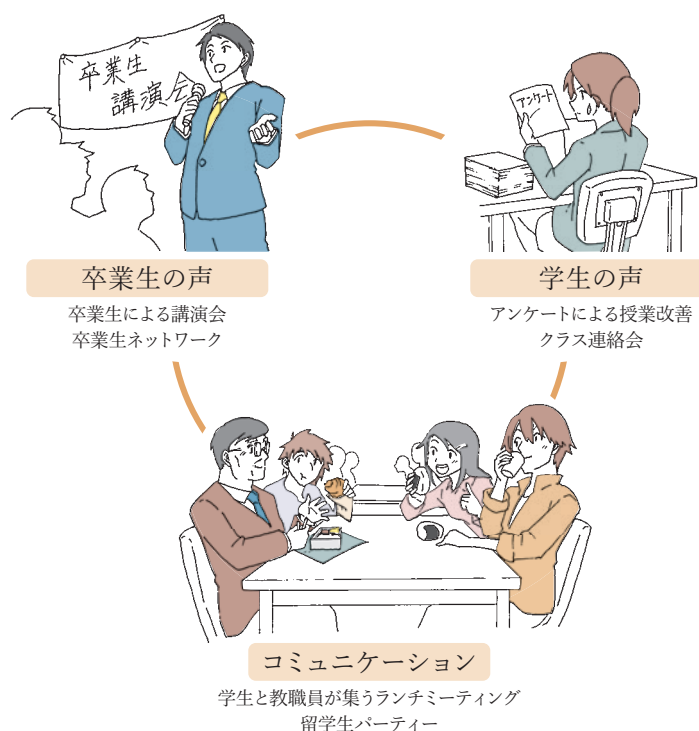 卒業生
講演会
アンケート
卒業生の声
卒業生による講演会
卒業生ネットワーク
学生の声
アンケートによる授業改善
クラス連絡会
コミュニケーション
学生と教職員が集うランチミーティング
留学生パーティー